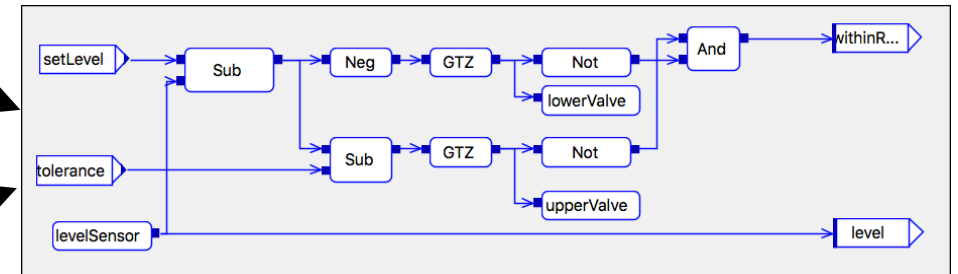 setLevel
Sub
Neg
GTZ
Not
And
withinR...
lowerValve
tolerance
Sub
GTZ
Not
upperValve
levelSensor
level